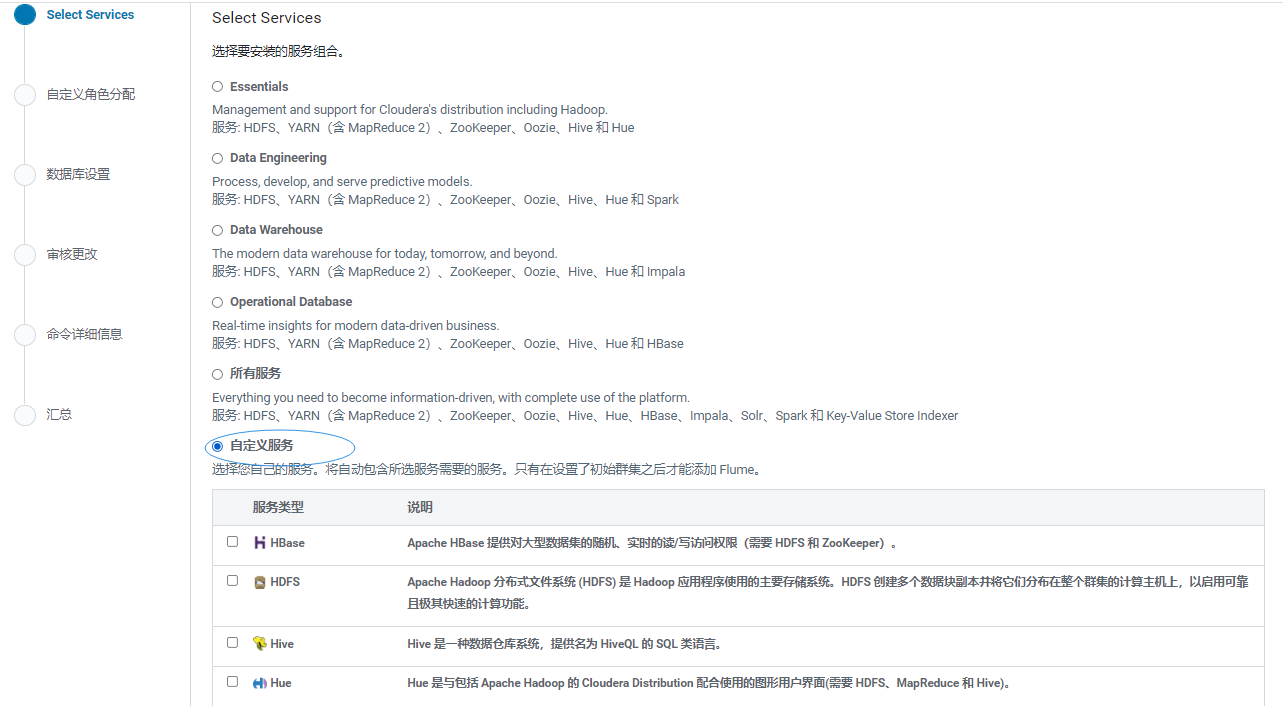 Select Services
自定义角色分配
数据库设置
审核更改
命令详细信息
汇总
Select Services
选择要安装的服务组合。
Essentials
Management and support for Cloudera's distribution including Hadoop.
服务: HDFS、YARN（含 MapReduce 2）、ZooKeeper、Oozie、Hive 和 Hue
Data Engineering
Process, develop, and serve predictive models.
服务: HDFS、YARN（含 MapReduce 2）、ZooKeeper、Oozie、Hive、Hue 和 Spark
Data Warehouse
The modern data warehouse for today, tomorrow, and beyond.
服务: HDFS、YARN（含 MapReduce 2）、ZooKeeper、Oozie、Hive、Hue 和 Impala
Operational Database
Real-time insights for modern data-driven business.
服务: HDFS、YARN（含 MapReduce 2）、ZooKeeper、Oozie、Hive、Hue 和 HBase
所有服务
Everything you need to become information-driven, with complete use of the platform.
服务: HDFS、YARN（含 MapReduce 2）、ZooKeeper、Oozie、Hive、Hue、HBase、Impala、Solr、Spark 和 Key-Value Store Indexer
自定义服务
选择您自己的服务。将自动包含所选服务需要的服务。只有在设置了初始群集之后才能添加 Flume。
服务类型 说明
HBase Apache HBase 提供对大型数据集的随机、实时的读/写访问权限（需要 HDFS 和 ZooKeeper）。
HDFS Apache Hadoop 分布式文件系统 (HDFS) 是 Hadoop 应用程序使用的主要存储系统。HDFS 创建多个数据块副本并将它们分布在整个群集的计算主机上，以启用可靠
且极其快速的计算功能。
Hive Hive 是一种数据仓库系统，提供名为 HiveQL 的 SQL 类语言。
Hue Hue 是与包括 Apache Hadoop 的 Cloudera Distribution 配合使用的图形用户界面(需要 HDFS、MapReduce 和 Hive)。